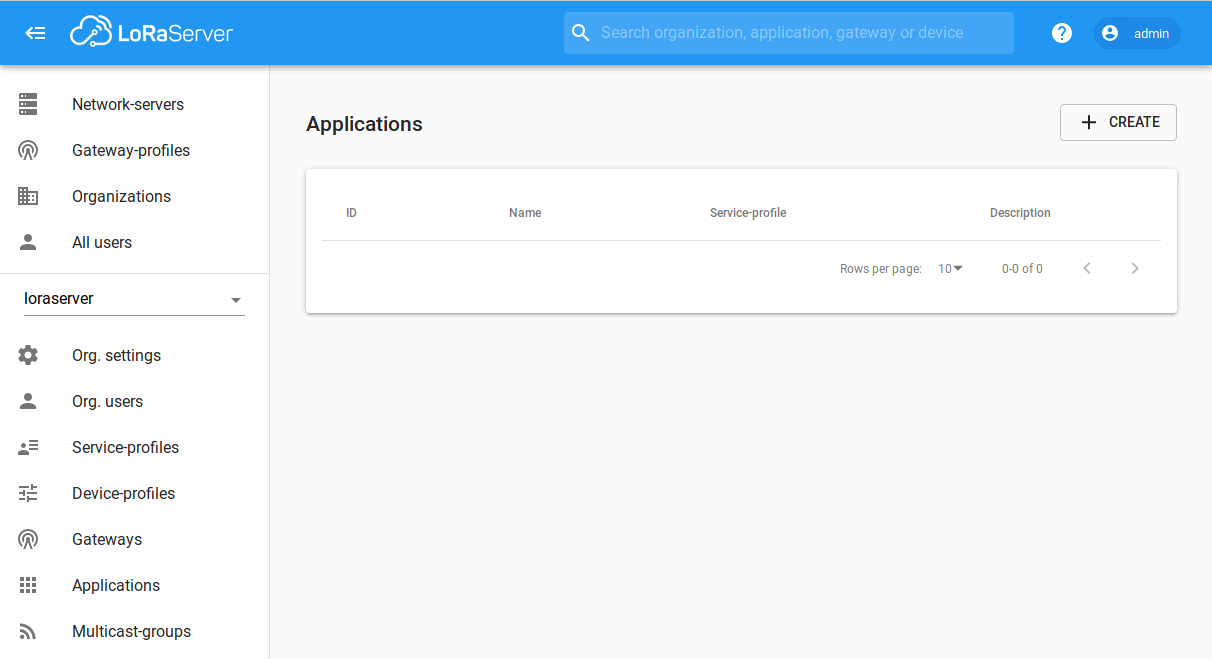 LoRaServer
Search organization, application, gateway or device
?
admin
Network-servers
Gateway-profiles
Organizations
All users
loraserver
Org. settings
Org. users
Service-profiles
Device-profiles
Gateways
Applications
Multicast-groups
Applications
+ CREATE
ID Name Service-profile Description
Rows per page: 10 0-0 of 0